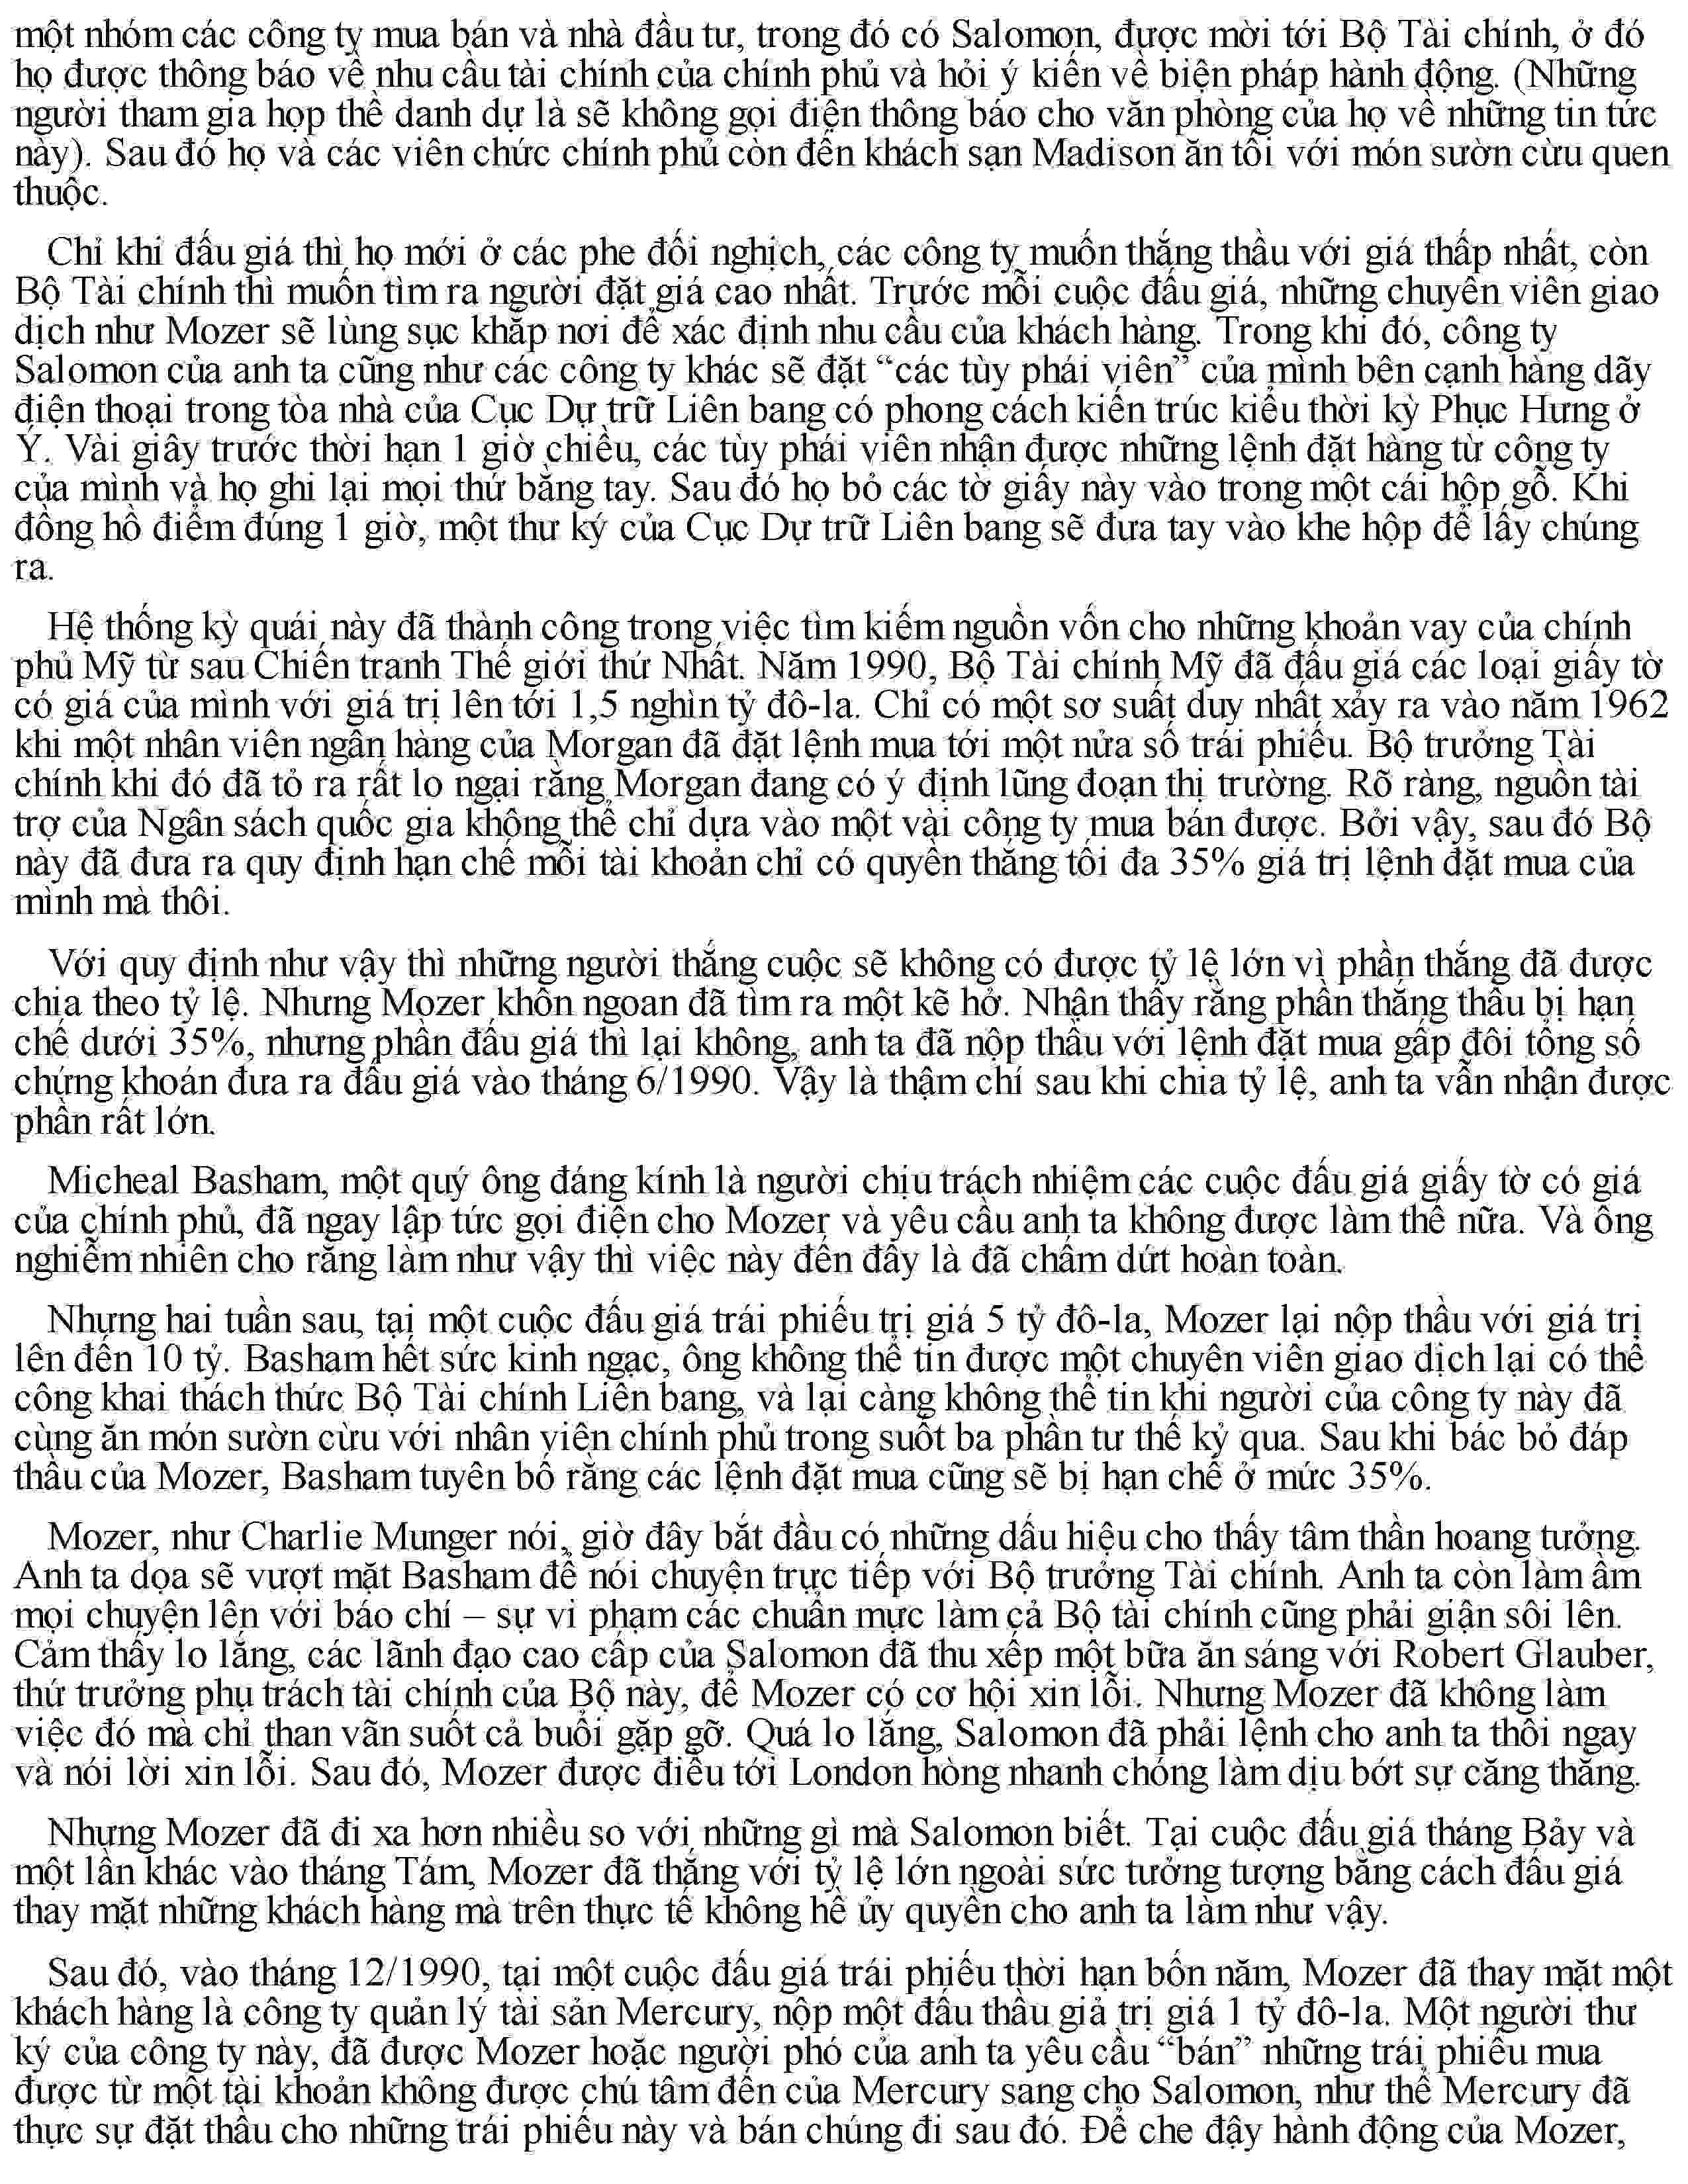 một nhóm các công ty mua bán và nhà đầu tư, trong đó có Salomon, được mời tới Bộ Tài chính, ở đó
họ được thông báo về nhu cầu tài chính của chính phủ và hỏi ý kiến về biện pháp hành động. (Những
người tham gia họp thề danh dự là sẽ không gọi điện thông báo cho văn phòng của họ về những tin tức
này). Sau đó họ và các viên chức chính phủ còn đến khách sạn Madison ăn tối với món sườn cừu quen
thuộc.
Chỉ khi đấu giá thì họ mới ở các phe đối nghịch, các công ty muốn thắng thầu với giá thấp nhất, còn
Bộ Tài chính thì muốn tìm ra người đặt giá cao nhất. Trước mỗi cuộc đấu giá, những chuyên viên giao
dịch như Mozer sẽ lùng sục khắp nơi để xác định nhu cầu của khách hàng. Trong khi đó, công ty
Salomon của anh ta cũng như các công ty khác sẽ đặt “các tùy phái viên” của mình bên cạnh hàng dãy
điện thoại trong tòa nhà của Cục Dự trữ Liên bang có phong cách kiến trúc kiểu thời kỳ Phục Hưng ở
Ý. Vài giây trước thời hạn 1 giờ chiều, các tùy phái viên nhận được những lệnh đặt hàng từ công ty
của mình và họ ghi lại mọi thứ bằng tay. Sau đó họ bỏ các tờ giấy này vào trong một cái hộp gỗ. Khi
đồng hồ điểm đúng 1 giờ, một thư ký của Cục Dự trữ Liên bang sẽ đưa tay vào khe hộp để lấy chúng
ra.
Hệ thống kỳ quái này đã thành công trong việc tìm kiếm nguồn vốn cho những khoản vay của chính
phủ Mỹ từ sau Chiến tranh Thế giới thứ Nhất. Năm 1990, Bộ Tài chính Mỹ đã đấu giá các loại giấy tờ
có giá của mình với giá trị lên tới 1,5 nghìn tỷ đô-la. Chỉ có một sơ suất duy nhất xảy ra vào năm 1962
khi một nhân viên ngân hàng của Morgan đã đặt lệnh mua tới một nửa số trái phiếu. Bộ trưởng Tài
chính khi đó đã tỏ ra rất lo ngại rằng Morgan đang có ý định lũng đoạn thị trường. Rõ ràng, nguồn tài
trợ của Ngân sách quốc gia không thể chỉ dựa vào một vài công ty mua bán được. Bởi vậy, sau đó Bộ
này đã đưa ra quy định hạn chế mỗi tài khoản chỉ có quyền thắng tối đa 35% giá trị lệnh đặt mua của
mình mà thôi.
Với quy định như vậy thì những người thắng cuộc sẽ không có được tỷ lệ lớn vì phần thắng đã được
chia theo tỷ lệ. Nhưng Mozer khôn ngoan đã tìm ra một kẽ hở. Nhận thấy rằng phần thắng thầu bị hạn
chế dưới 35%, nhưng phần đấu giá thì lại không, anh ta đã nộp thầu với lệnh đặt mua gấp đôi tổng số
chứng khoán đưa ra đấu giá vào tháng 6/1990. Vậy là thậm chí sau khi chia tỷ lệ, anh ta vẫn nhận được
phần rất lớn.
Micheal Basham, một quý ông đáng kính là người chịu trách nhiệm các cuộc đấu giá giấy tờ có giá
của chính phủ, đã ngay lập tức gọi điện cho Mozer và yêu cầu anh ta không được làm thế nữa. Và ông
nghiễm nhiên cho rằng làm như vậy thì việc này đến đây là đã chấm dứt hoàn toàn.
Nhưng hai tuần sau, tại một cuộc đấu giá trái phiếu trị giá 5 tỷ đô-la, Mozer lại nộp thầu với giá trị
lên đến 10 tỷ. Basham hết sức kinh ngạc, ông không thể tin được một chuyên viên giao dịch lại có thể
công khai thách thức Bộ Tài chính Liên bang, và lại càng không thể tin khi người của công ty này đã
cùng ăn món sườn cừu với nhân viên chính phủ trong suốt ba phần tư thế kỷ qua. Sau khi bác bỏ đáp
thầu của Mozer, Basham tuyên bố rằng các lệnh đặt mua cũng sẽ bị hạn chế ở mức 35%.
Mozer, như Charlie Munger nói, giờ đây bắt đầu có những dấu hiệu cho thấy tâm thần hoang tưởng.
Anh ta dọa sẽ vượt mặt Basham để nói chuyện trực tiếp với Bộ trưởng Tài chính. Anh ta còn làm ầm
mọi chuyện lên với báo chí – sự vi phạm các chuẩn mực làm cả Bộ tài chính cũng phải giận sôi lên.
Cảm thấy lo lắng, các lãnh đạo cao cấp của Salomon đã thu xếp một bữa ăn sáng với Robert Glauber,
thứ trưởng phụ trách tài chính của Bộ này, để Mozer có cơ hội xin lỗi. Nhưng Mozer đã không làm
việc đó mà chỉ than vãn suốt cả buổi gặp gỡ. Quá lo lắng, Salomon đã phải lệnh cho anh ta thôi ngay
và nói lời xin lỗi. Sau đó, Mozer được điều tới London hòng nhanh chóng làm dịu bớt sự căng thẳng.
Nhưng Mozer đã đi xa hơn nhiều so với những gì mà Salomon biết. Tại cuộc đấu giá tháng Bảy và
một lần khác vào tháng Tám, Mozer đã thắng với tỷ lệ lớn ngoài sức tưởng tượng bằng cách đấu giá
thay mặt những khách hàng mà trên thực tế không hề ủy quyền cho anh ta làm như vậy.
Sau đó, vào tháng 12/1990, tại một cuộc đấu giá trái phiếu thời hạn bốn năm, Mozer đã thay mặt một
khách hàng là công ty quản lý tài sản Mercury, nộp một đấu thầu giả trị giá 1 tỷ đô-la. Một người thư
ký của công ty này, đã được Mozer hoặc người phó của anh ta yêu cầu “bán” những trái phiếu mua
được từ một tài khoản không được chú tâm đến của Mercury sang cho Salomon, như thể Mercury đã
thực sự đặt thầu cho những trái phiếu này và bán chúng đi sau đó. Để che đậy hành động của Mozer,